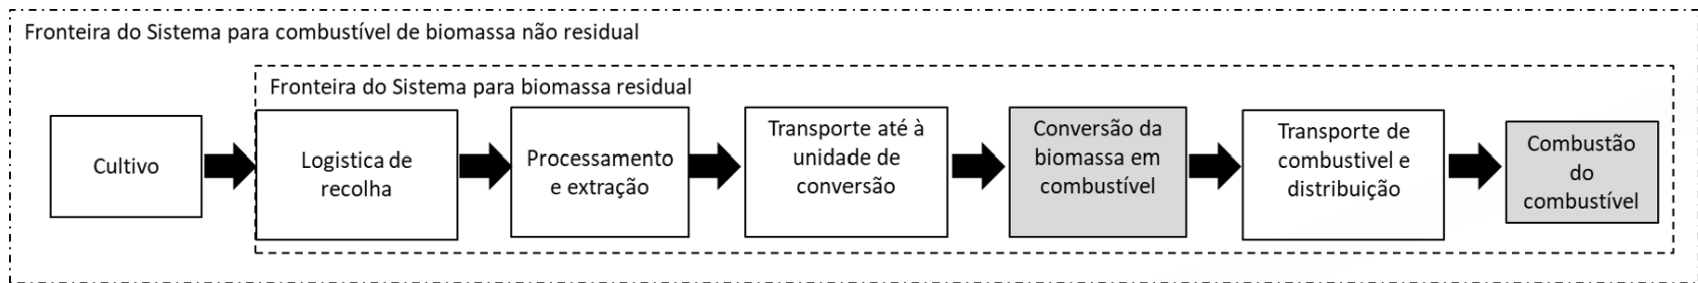 Fronteira do Sistema para combustível de biomassa não residual
Fronteira do Sistema para biomassa residual
Cultivo
Logistica de
recolha
Processamento
e extração
Transporte até à
unidade de
conversão
Conversão da
biomassa em
combustível
Transporte de
combustivel e
distribuição
Combustão
do
combustível